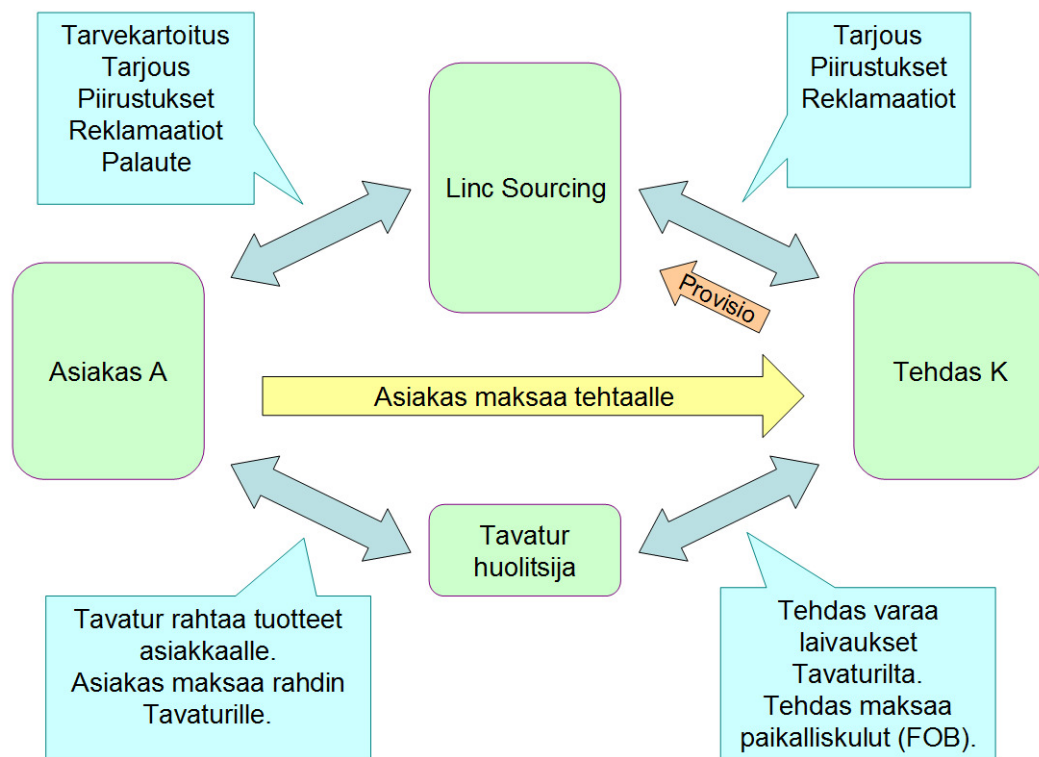 Tarvekartoitus
Tarjous
Piirustukset
Reklamaatiot
Palaute
Linc Sourcing
Tarjous
Piirustukset
Reklamaatiot
Provisio
Asiakas A
Asiakas maksaa tehtaalle
Tehdas K
Tavatur
huolitsija
Tavatur rahtaa tuotteet
asiakkaalle.
Asiakas maksaa rahdin
Tavaturille.
Tehdas varaa
laivaukset
Tavaturilta.
Tehdas maksaa
paikalliskulut (FOB).